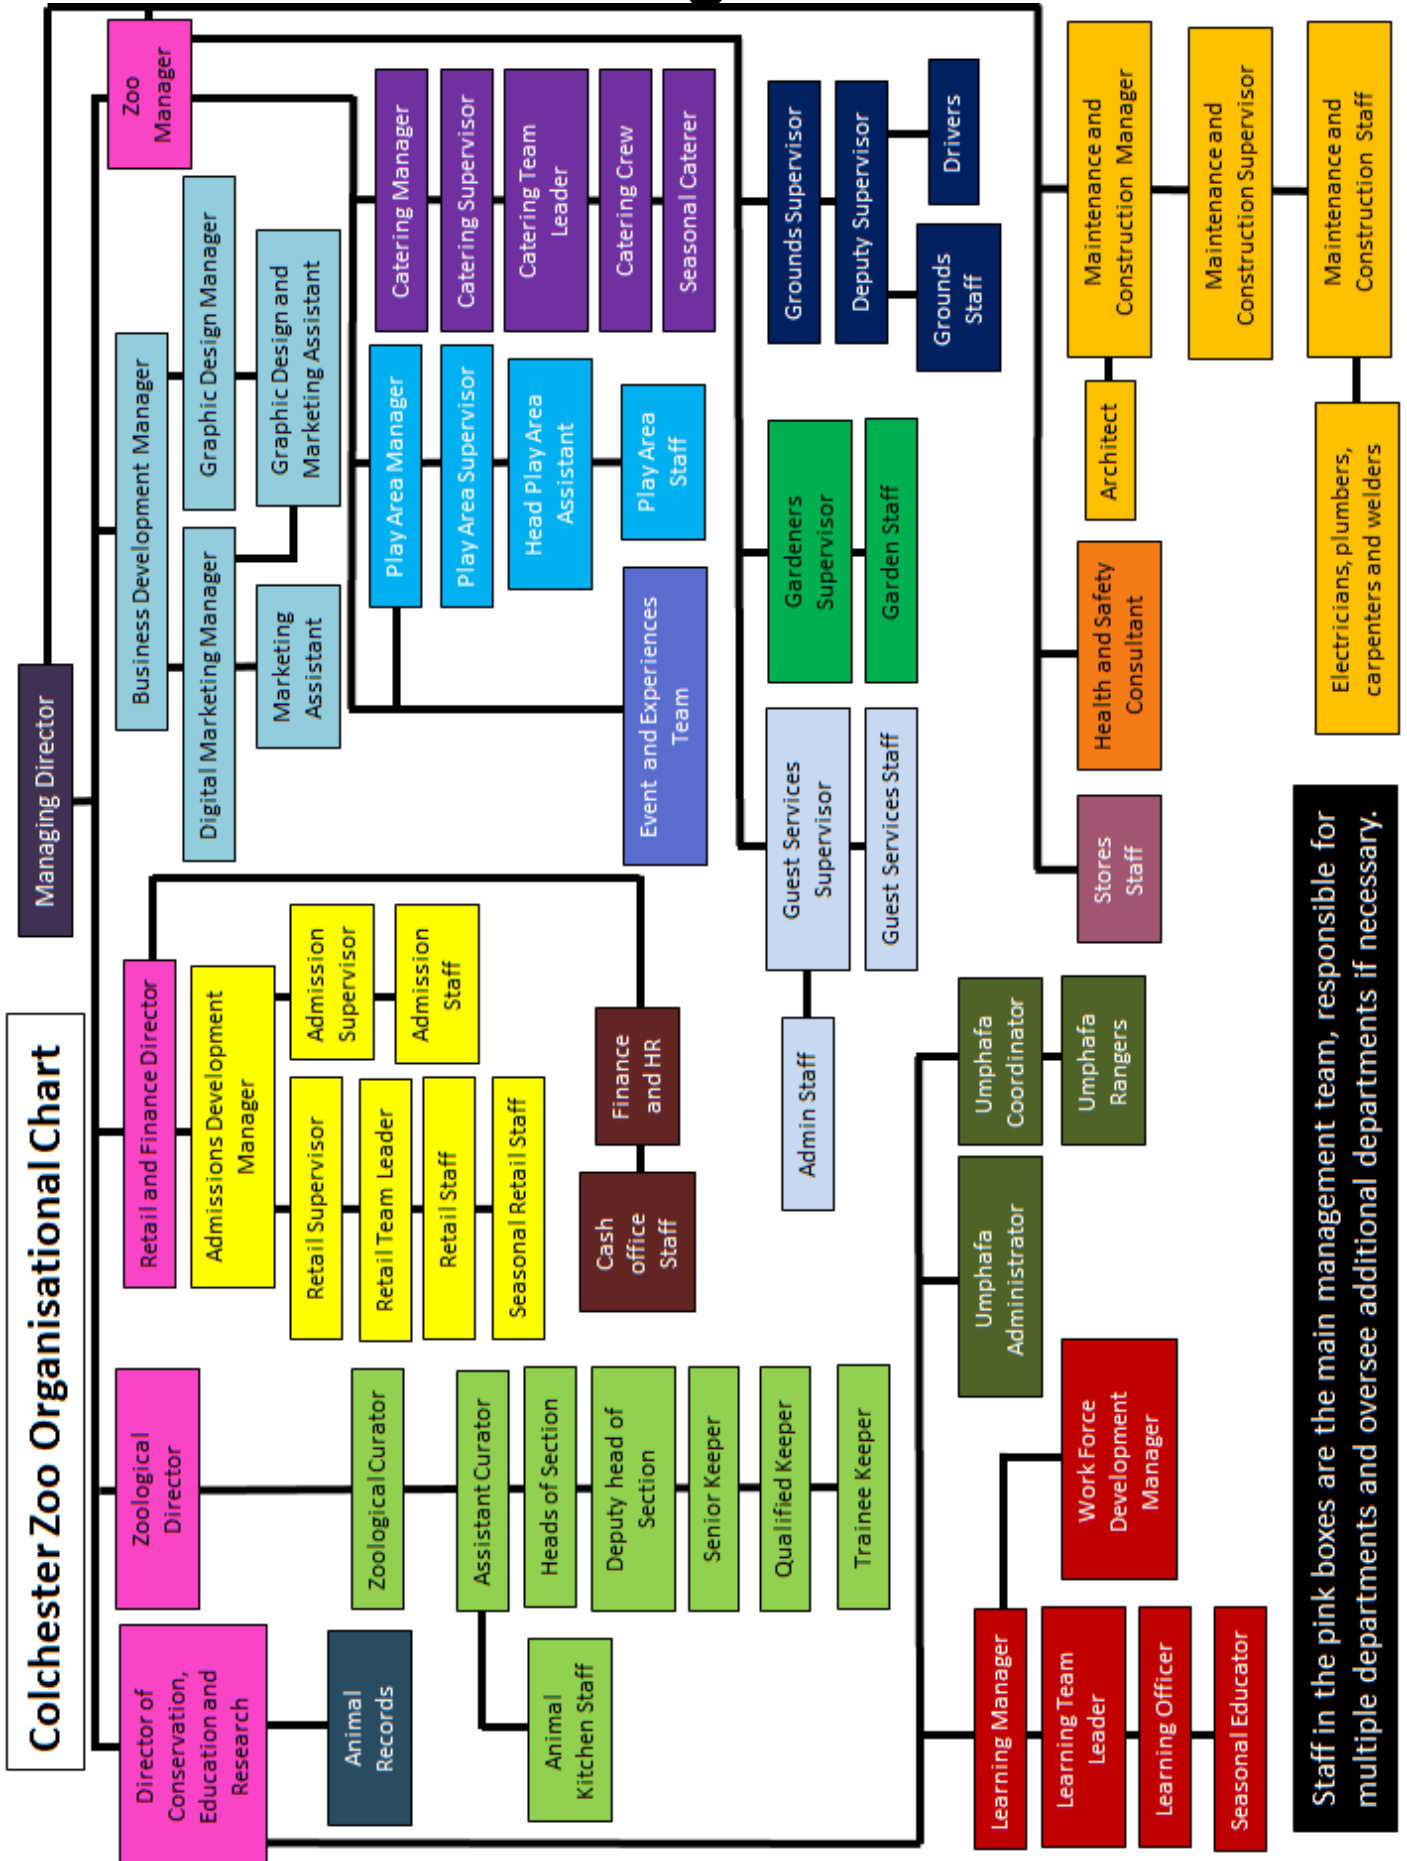 Colchester Zoo Organisational Chart
Managing Director
Director of
Conservation,
Education and
Research
Zoological
Director
Retail and Finance Director
Business Development Manager
Zoo
Manager
Animal
Records
Zoological Curator
Assistant Curator
Heads of Section
Deputy head of
Section
Senior Keeper
Qualified Keeper
Trainee Keeper
Animal
Kitchen Staff
Admissions Development
Manager
Retail Supervisor
Retail Team Leader
Retail Staff
Seasonal Retail Staff
Admission
Supervisor
Admission
Staff
Cash
office
Staff
Finance
and HR
Digital Marketing Manager
Graphic Design Manager
Marketing
Assistant
Graphic Design and
Marketing Assistant
Event and Experiences
Team
Play Area Manager
Play Area Supervisor
Head Play Area
Assistant
Play Area
Staff
Catering Manager
Catering Supervisor
Catering Team
Leader
Catering Crew
Seasonal Caterer
Admin Staff
Guest Services
Supervisor
Guest Services Staff
Gardeners
Supervisor
Garden Staff
Grounds Supervisor
Deputy Supervisor
Grounds
Staff
Drivers
Learning Manager
Learning Team
Leader
Learning Officer
Seasonal Educator
Work Force
Development
Manager
Umphafa
Administrator
Umphafa
Coordinator
Umphafa
Rangers
Stores
Staff
Health and Safety
Consultant
Architect
Maintenance and
Construction Manager
Maintenance and
Construction Supervisor
Maintenance and
Construction Staff
Electricians, plumbers,
carpenters and welders
Staff in the pink boxes are the main management team, responsible for
multiple departments and oversee additional departments if necessary.